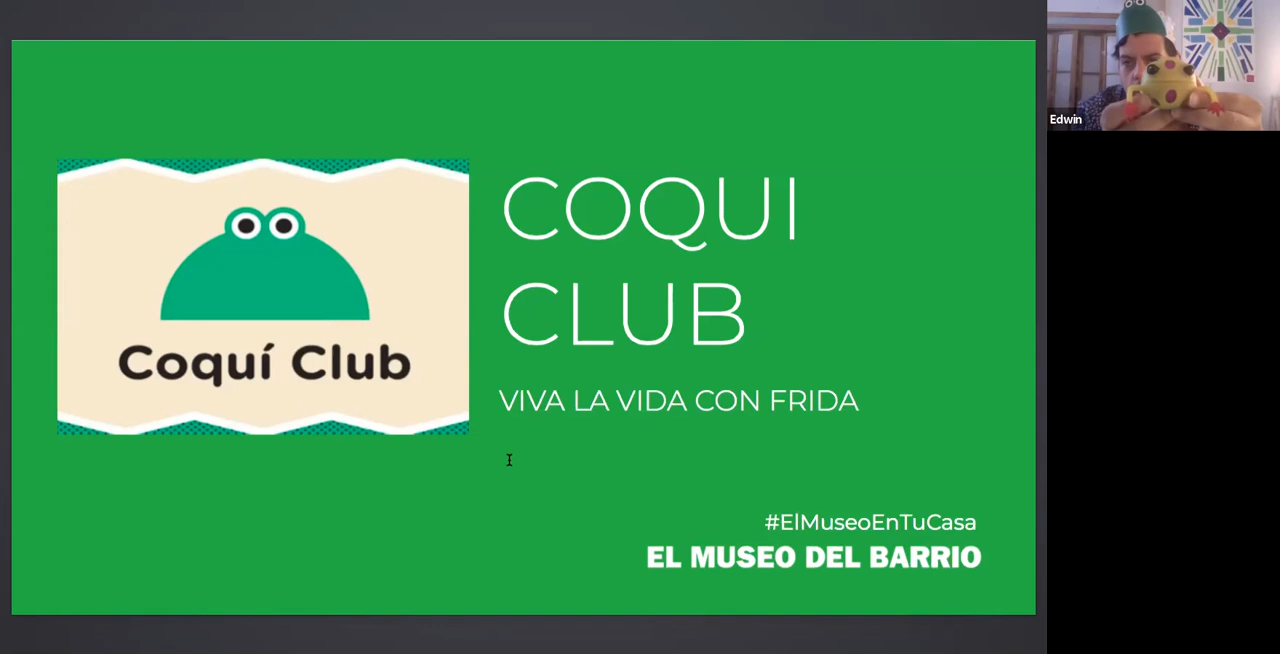 Coquí Club
COQUI
CLUB
VIVA LA VIDA CON FRIDA
#ElMuseoEnTuCasa
EL MUSEO DEL BARRIO
Edwin